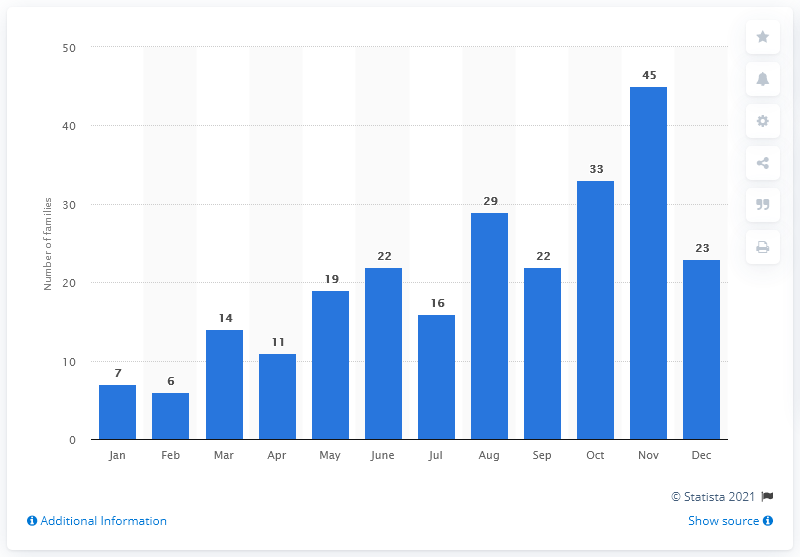 50
40
30
20
10
0
Number of families
7
6
14
11
19
22
16
29
22
33
45
23
Jan
Feb
Mar
Apr
May
June
Jul
Aug
Sep
Oct
Nov
Dec
© Statista 2021
Additional Information
Show source